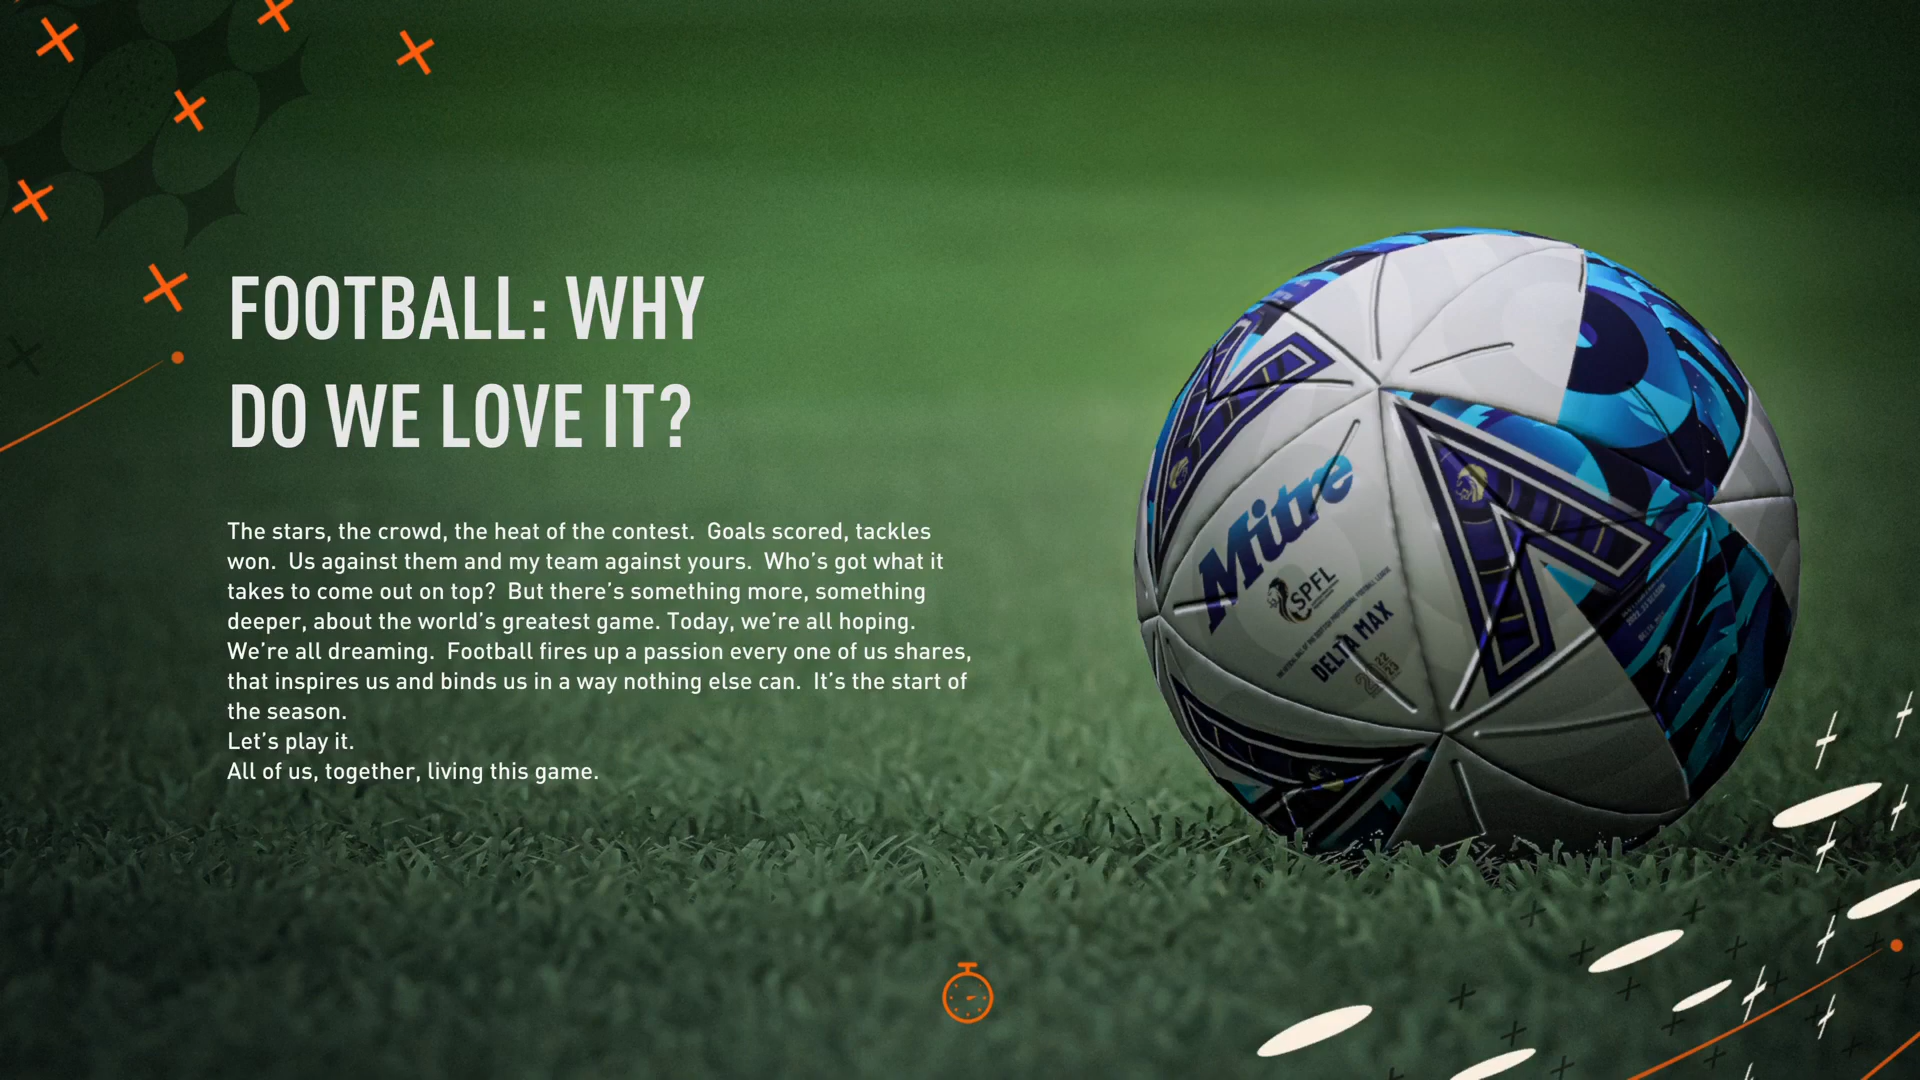 FOOTBALL: WHY
DO WE LOVE IT?
The stars, the crowd, the heat of the contest.  Goals scored, tackles
won.  Us against them and my team against yours.  Who’s got what it
takes to come out on top?  But there’s something more, something
deeper, about the world’s greatest game. Today, we’re all hoping.
We’re all dreaming.  Football fires up a passion every one of us shares,
that inspires us and binds us in a way nothing else can.  It’s the start of
the season.
Let’s play it.
All of us, together, living this game.
Mitre
SPFL
DELTA MAX